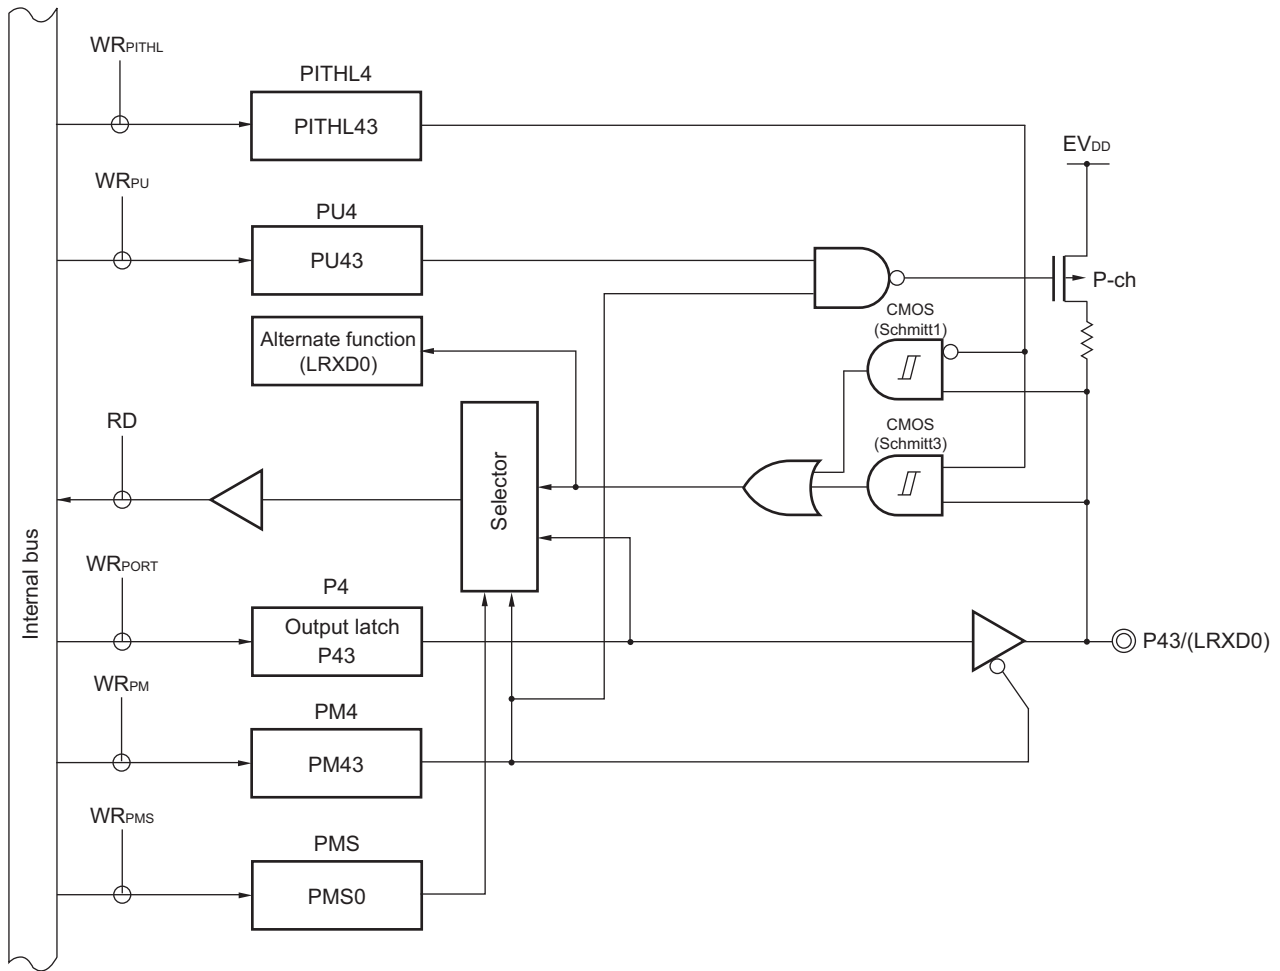 WRPITHL
PITHL4
PITHL43
EVDD
WRPU
PU4
PU43
P-ch
CMOS
(Schmitt1)
Alternate function
(LRXD0)
RD
CMOS
(Schmitt3)
Selector
Internal bus
WRPORT
P4
Output latch
P43
P43/(LRXD0)
WRPM
PM4
PM43
WRPMS
PMS
PMS0